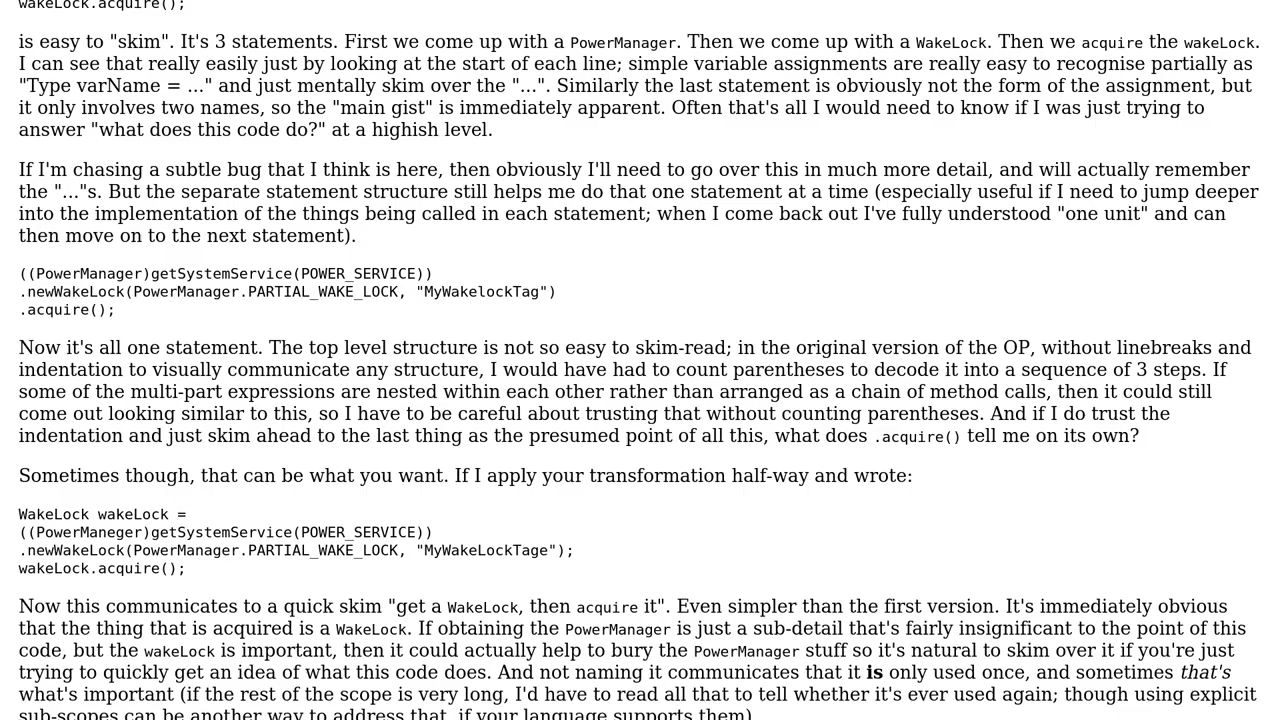 wakeLock.acquire();
is easy to "skim". It's 3 statements. First we come up with a PowerManager. Then we come up with a WakeLock. Then we acquire the wakeLock.
I can see that really easily just by looking at the start of each line; simple variable assignments are really easy to recognise partially as
"Type varName = ..." and just mentally skim over the "...". Similarly the last statement is obviously not the form of the assignment, but
it only involves two names, so the "main gist" is immediately apparent. Often that's all I would need to know if I was just trying to
answer "what does this code do?" at a highish level.
If I'm chasing a subtle bug that I think is here, then obviously I'll need to go over this in much more detail, and will actually remember
the "..."s. But the separate statement structure still helps me do that one statement at a time (especially useful if I need to jump deeper
into the implementation of the things being called in each statement; when I come back out I've fully understood "one unit" and can
then move on to the next statement).
((PowerManager)getSystemService(POWER_SERVICE))
.newWakeLock(PowerManager.PARTIAL_WAKE_LOCK, "MyWakelockTag")
.acquire();
Now it's all one statement. The top level structure is not so easy to skim-read; in the original version of the OP, without linebreaks and
indentation to visually communicate any structure, I would have had to count parentheses to decode it into a sequence of 3 steps. If
some of the multi-part expressions are nested within each other rather than arranged as a chain of method calls, then it could still
come out looking similar to this, so I have to be careful about trusting that without counting parentheses. And if I do trust the
indentation and just skim ahead to the last thing as the presumed point of all this, what does .acquire() tell me on its own?
Sometimes though, that can be what you want. If I apply your transformation half-way and wrote:
WakeLock wakeLock =
((PowerManeger)getSystemService(POWER_SERVICE))
.newWakeLock(PowerManager.PARTIAL_WAKE_LOCK, "MyWakeLockTage");
wakeLock.acquire();
Now this communicates to a quick skim "get a WakeLock, then acquire it". Even simpler than the first version. It's immediately obvious
that the thing that is acquired is a WakeLock. If obtaining the PowerManager is just a sub-detail that's fairly insignificant to the point of this
code, but the wakeLock is important, then it could actually help to bury the PowerManager stuff so it's natural to skim over it if you're just
trying to quickly get an idea of what this code does. And not naming it communicates that it is only used once, and sometimes that's
what's important (if the rest of the scope is very long, I'd have to read all that to tell whether it's ever used again; though using explicit
sub-scopes can be another way to address that, if your language supports them).